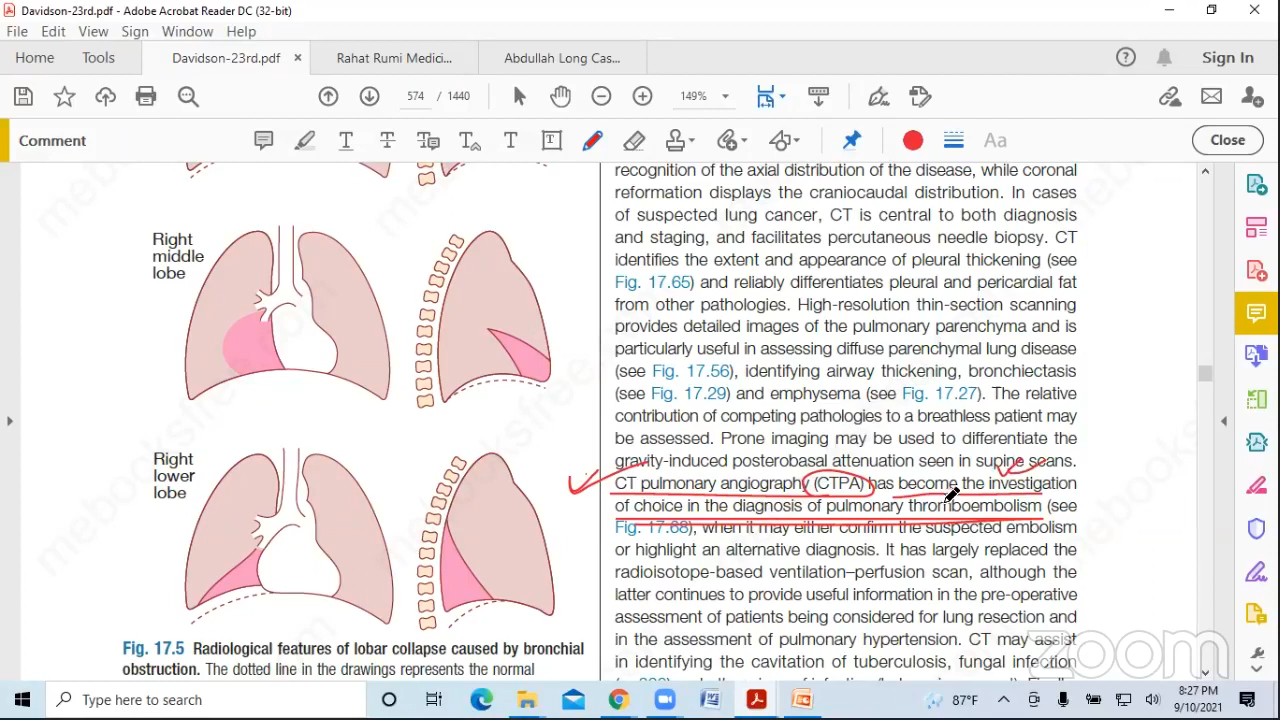 Davidson-23rd.pdf - Adobe Acrobat Reader DC (32-bit)
File Edit View Sign Window Help
Home Tools Davidson-23rd.pdf × Rahat Rumi Medici... Abdullah Long Cas... Sign In
574 / 1440 149%
Comment Aa Close
Right
middle
lobe
Right
lower
lobe
Fig. 17.5 Radiological features of lobar collapse caused by bronchial
obstruction. The dotted line in the drawings represents the normal
recognition of the axial distribution of the disease, while coronal
reformation displays the craniocaudal distribution. In cases
of suspected lung cancer, CT is central to both diagnosis
and staging, and facilitates percutaneous needle biopsy. CT
identifies the extent and appearance of pleural thickening (see
Fig. 17.65) and reliably differentiates pleural and pericardial fat
from other pathologies. High-resolution thin-section scanning
provides detailed images of the pulmonary parenchyma and is
particularly useful in assessing diffuse parenchymal lung disease
(see Fig. 17.56), identifying airway thickening, bronchiectasis
(see Fig. 17.29) and emphysema (see Fig. 17.27). The relative
contribution of competing pathologies to a breathless patient may
be assessed. Prone imaging may be used to differentiate the
gravity-induced posterobasal attenuation seen in supine scans.
CT pulmonary angiography (CTPA) has become the investigation
of choice in the diagnosis of pulmonary thromboembolism (see
Fig. 17.68), when it may either confirm the suspected embolism
or highlight an alternative diagnosis. It has largely replaced the
radioisotope-based ventilation–perfusion scan, although the
latter continues to provide useful information in the pre-operative
assessment of patients being considered for lung resection and
in the assessment of pulmonary hypertension. CT may assist
in identifying the cavitation of tuberculosis, fungal infection
zoom
mebooksfree.com
Type here to search
87°F
8:27 PM
9/10/2021